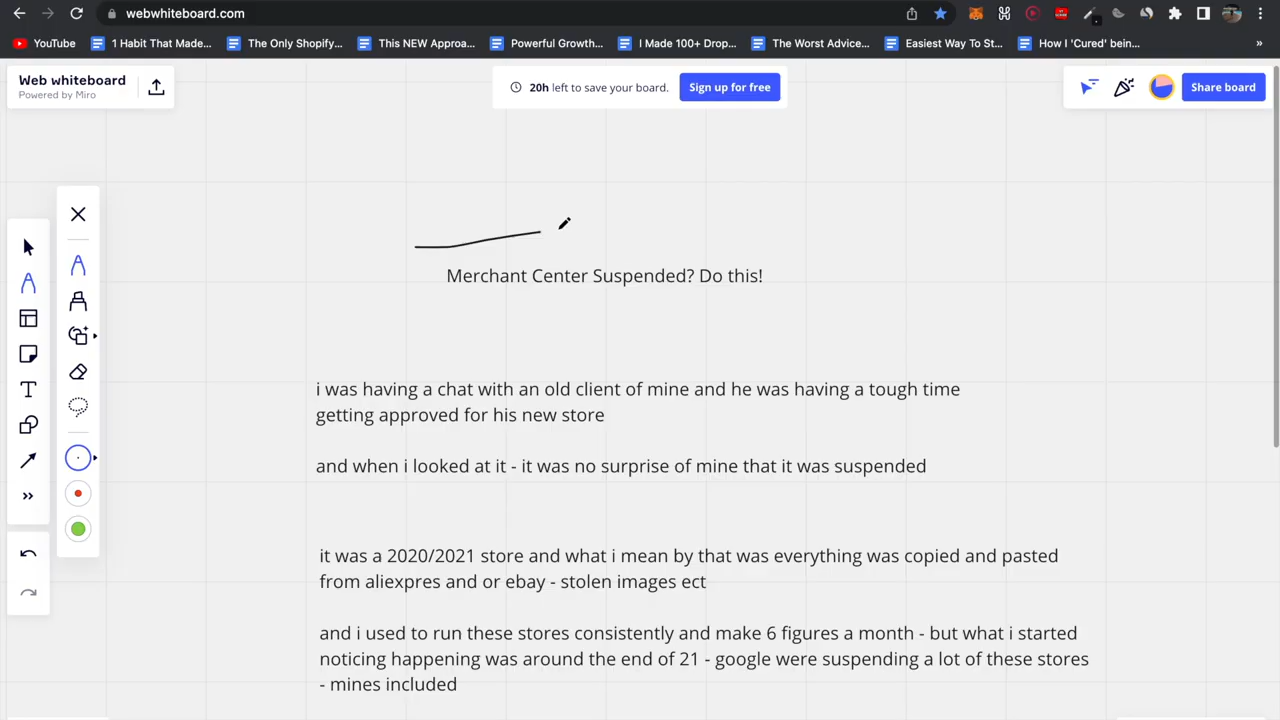 webwhiteboard.com
YouTube
1 Habit That Made...
The Only Shopify...
This NEW Approa...
Powerful Growth...
I Made 100+ Drop...
The Worst Advice...
Easiest Way To St...
How I 'Cured' bein...
»
Web whiteboard
Powered by Miro
20h left to save your board.
Sign up for free
Share board
Merchant Center Suspended? Do this!
i was having a chat with an old client of mine and he was having a tough time
getting approved for his new store
and when i looked at it - it was no surprise of mine that it was suspended
it was a 2020/2021 store and what i mean by that was everything was copied and pasted
from aliexpres and or ebay - stolen images ect
and i used to run these stores consistently and make 6 figures a month - but what i started
noticing happening was around the end of 21 - google were suspending a lot of these stores
- mines included